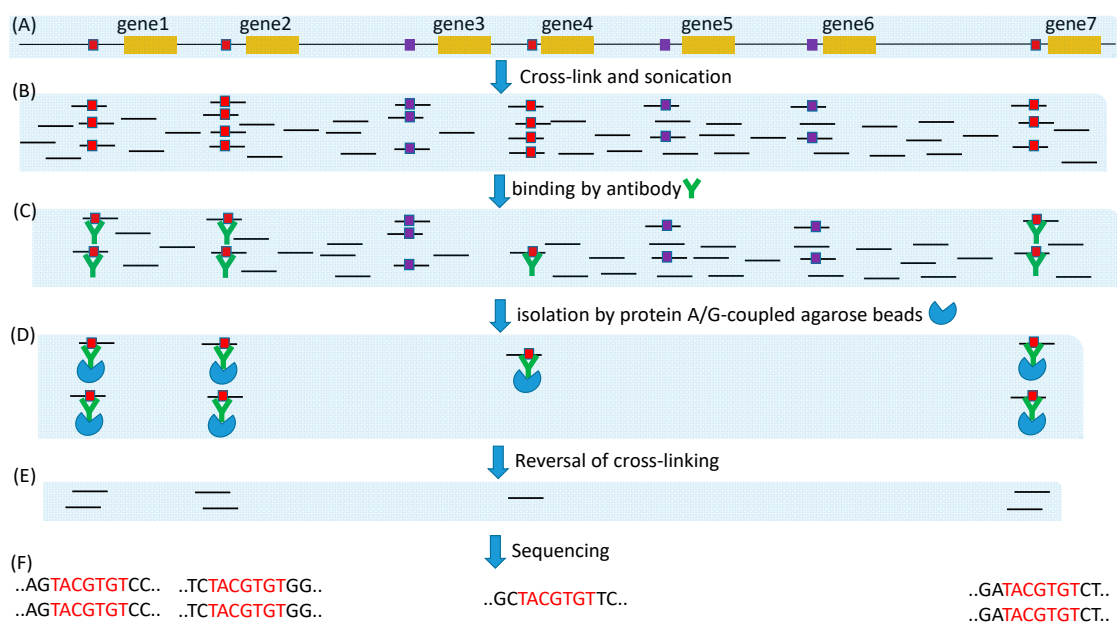 (A) gene1 gene2 gene3 gene4 gene5 gene6 gene7
Cross-link and sonication
(B)
binding by antibody
(C)
isolation by protein A/G-coupled agarose beads
(D)
Reversal of cross-linking
(E)
Sequencing
(F)
..AGTACGTGTCC.. ..TCTACGTGTGG.. ..GCTACGTGTTC.. ..GATACGTGTCT..
..AGTACGTGTCC.. ..TCTACGTGTGG.. ..GATACGTGTCT..